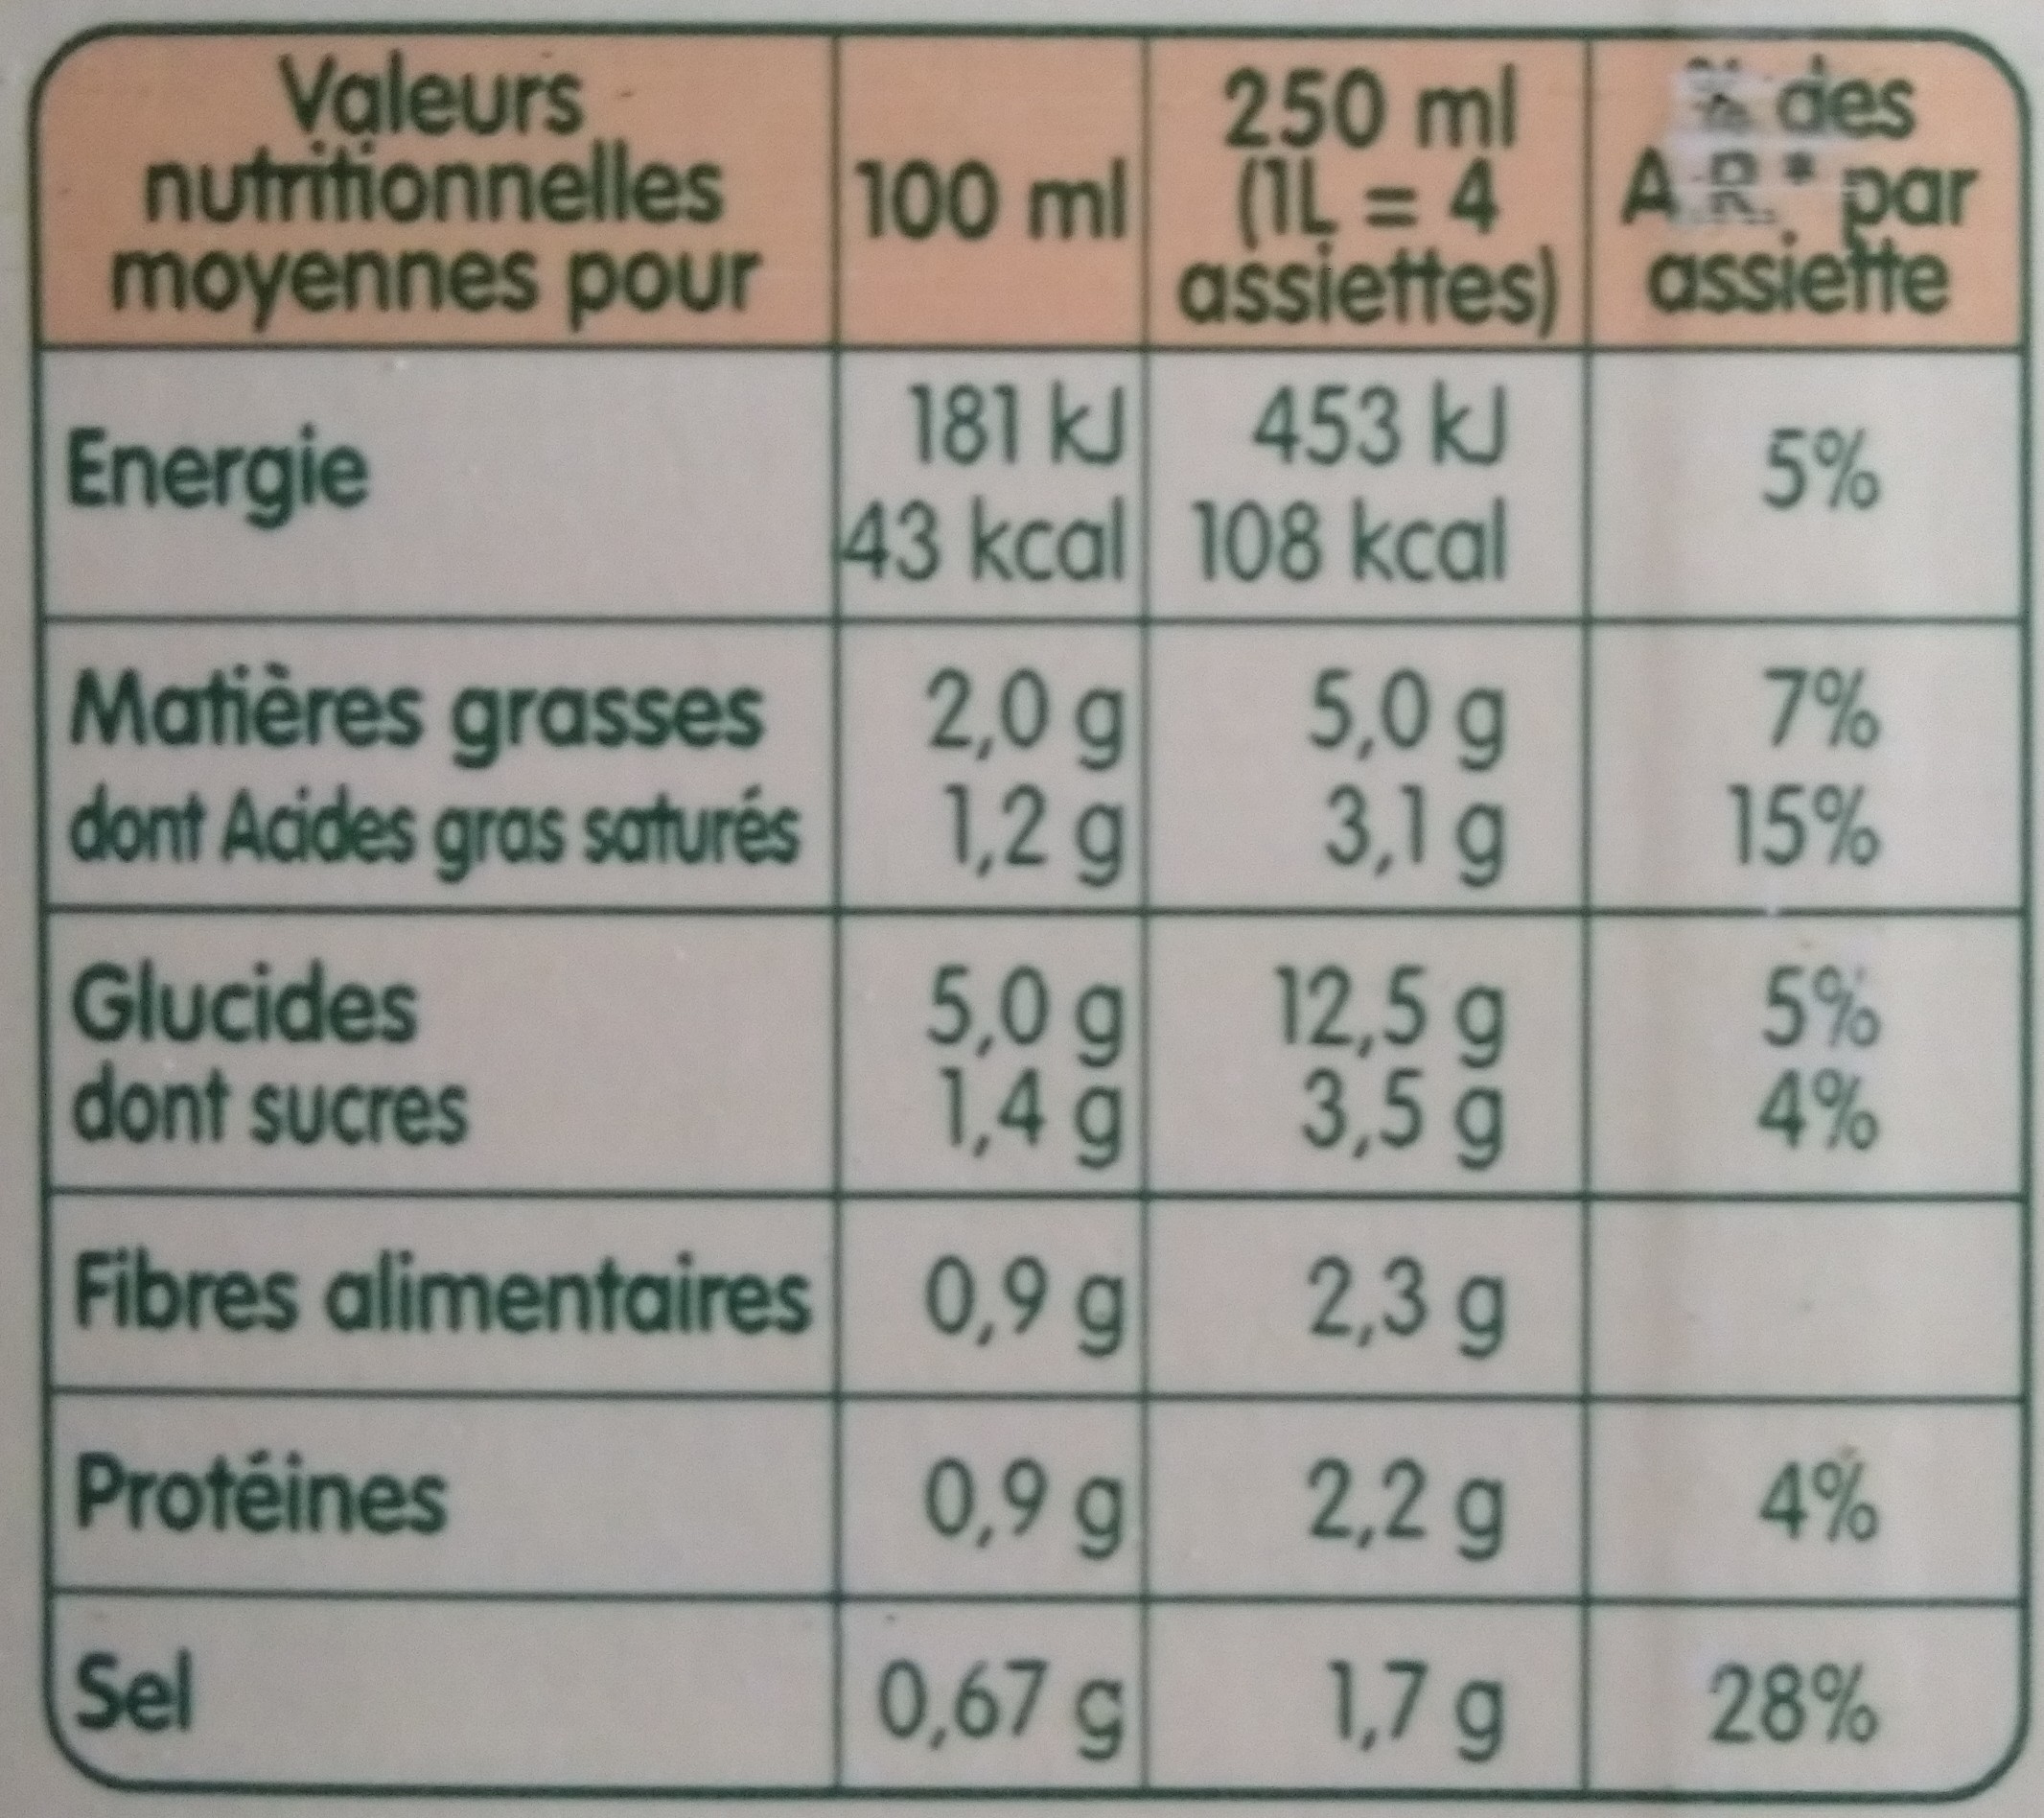 Valeurs nutritionnelles moyennes pour 100 ml 250 ml (1L = 4 assiettes) % des AR* par assiette
Energie 181 kJ 453 kJ 5%
43 kcal 108 kcal
Matières grasses 2,0 g 5,0 g 7%
dont Acides gras saturés 1,2 g 3,1 g 15%
Glucides 5,0 g 12,5 g 5%
dont sucres 1,4 g 3,5 g 4%
Fibres alimentaires 0,9 g 2,3 g
Protéines 0,9 g 2,2 g 4%
Sel 0,67 g 1,7 g 28%